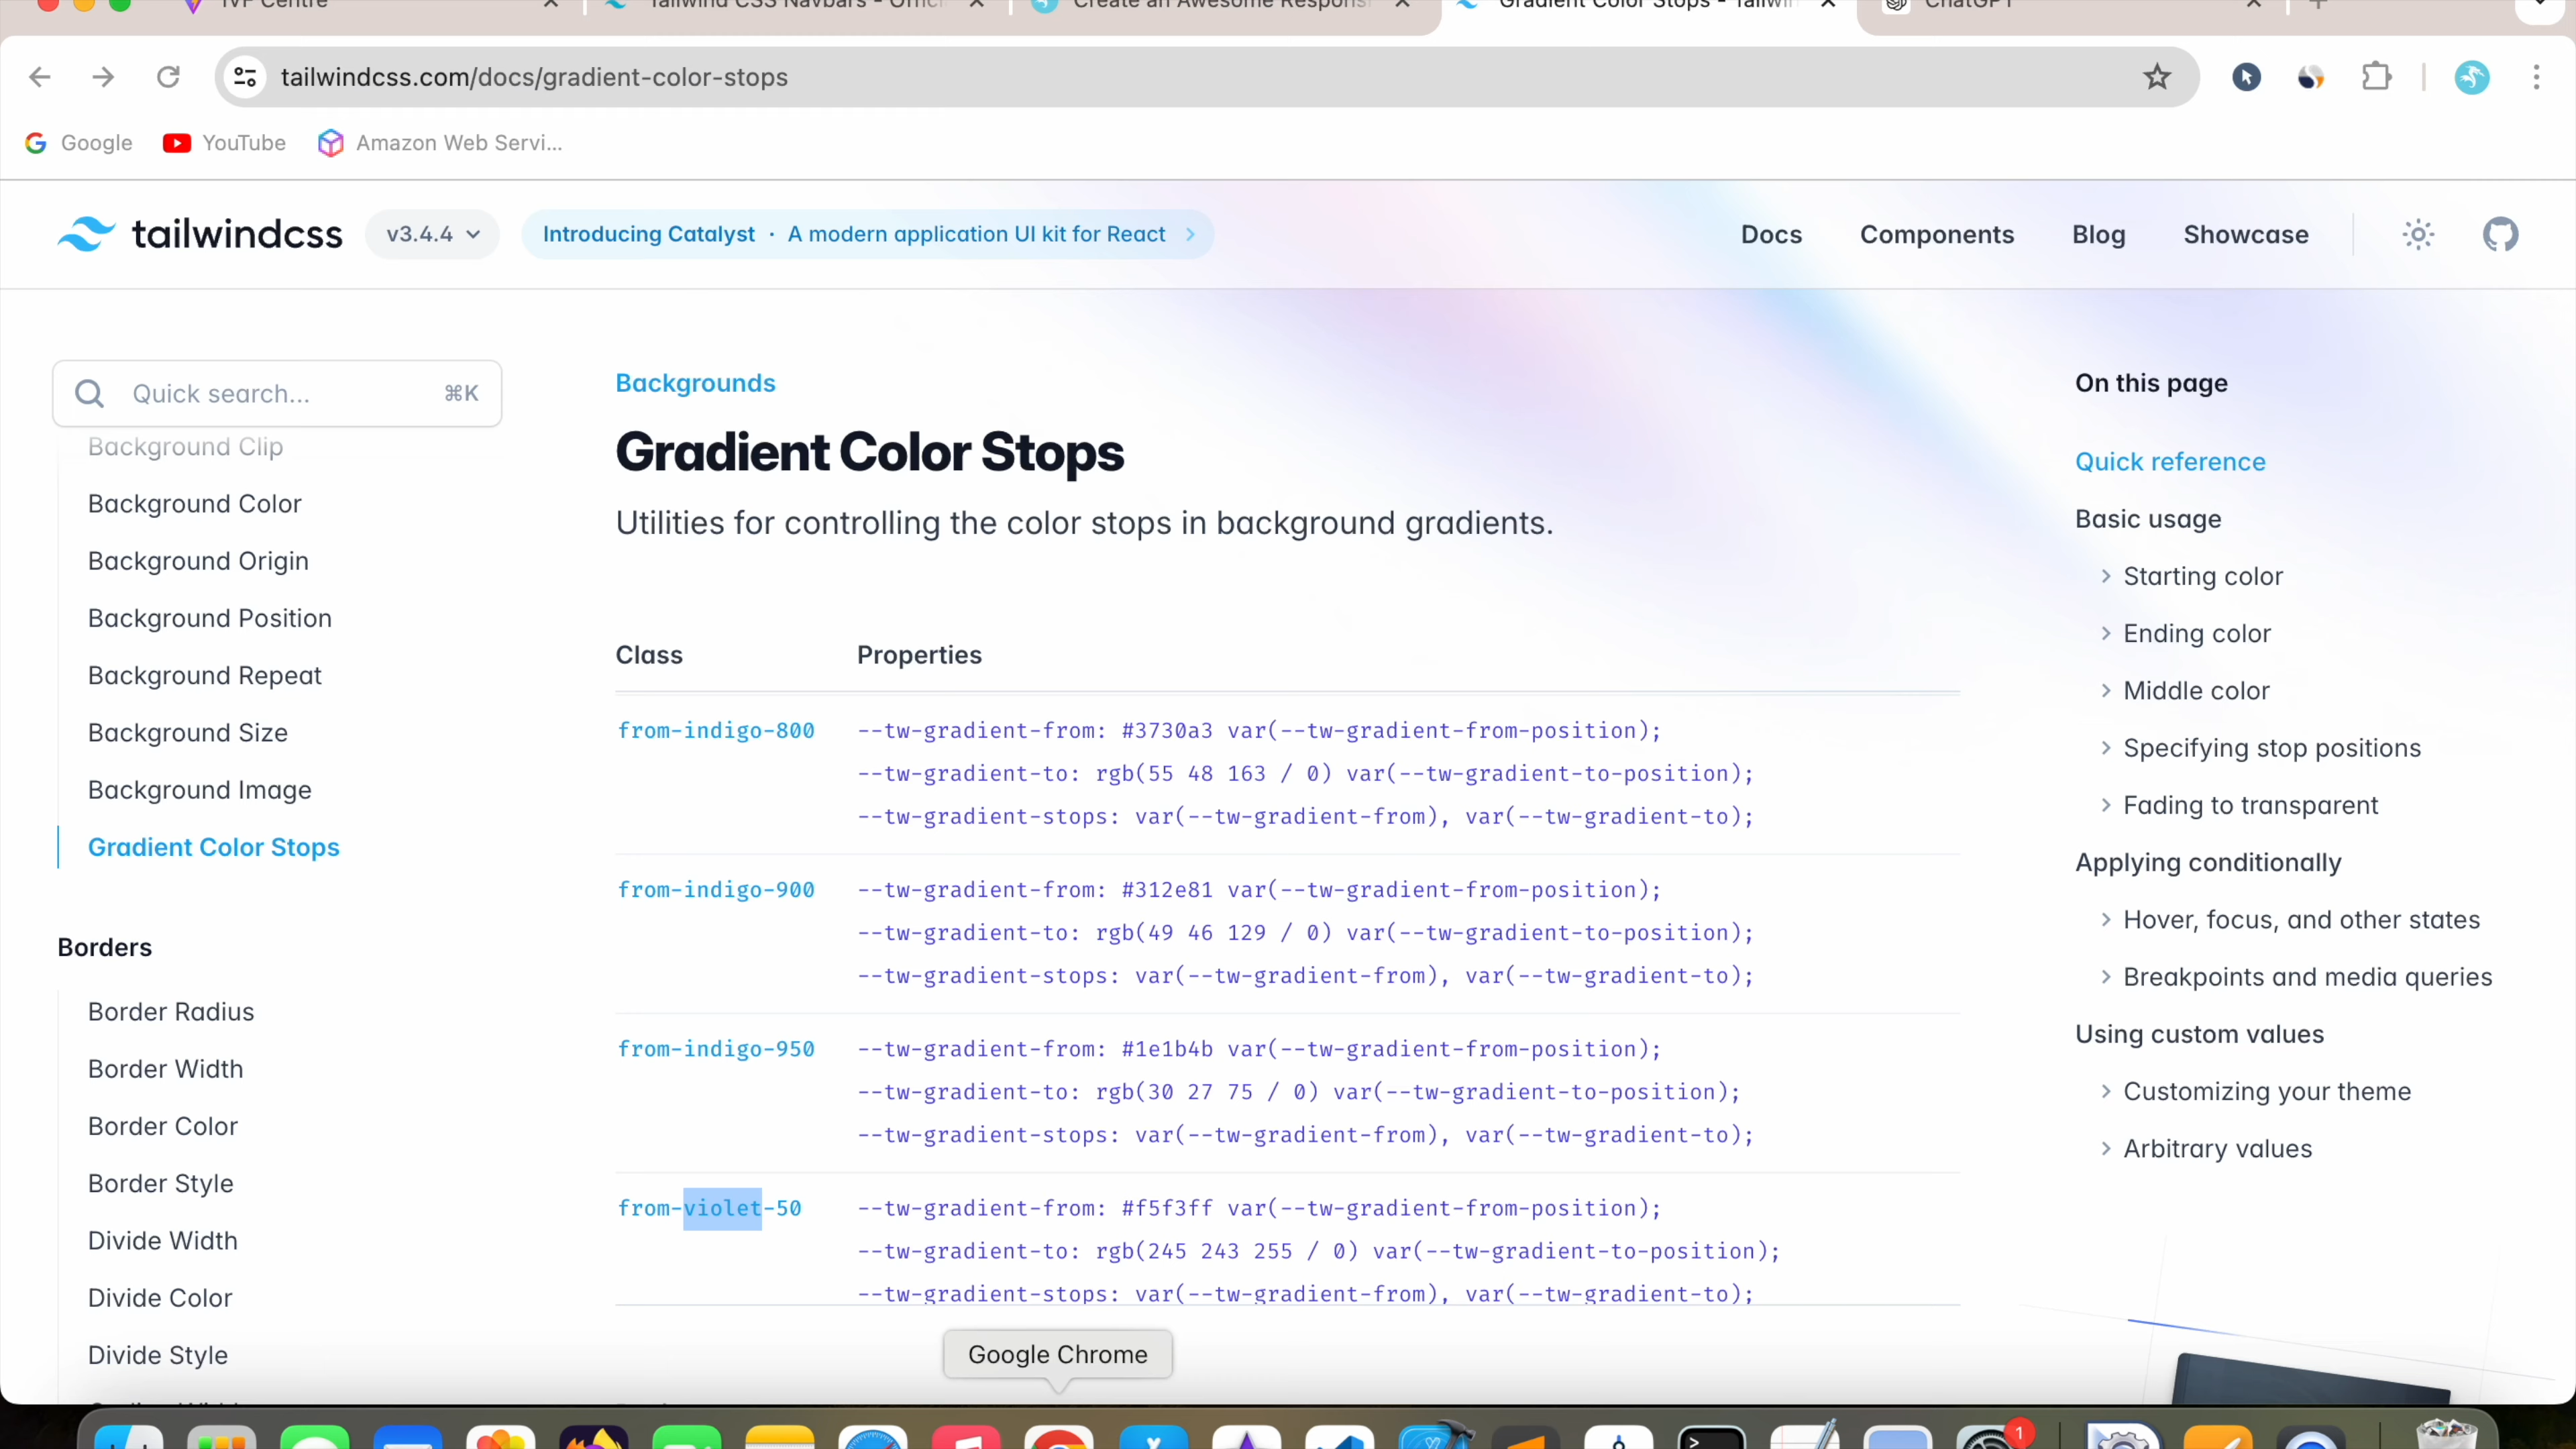 IVF Centre
Tailwind CSS Navbars - Offici
Create an Awesome Respons
Gradient Color Stops - Tailwin
ChatGPT
tailwindcss.com/docs/gradient-color-stops
Google
YouTube
Amazon Web Servi...
tailwindcss
v3.4.4
Introducing Catalyst · A modern application UI kit for React
Docs
Components
Blog
Showcase
Quick search...
⌘K
Background Clip
Background Color
Background Origin
Background Position
Background Repeat
Background Size
Background Image
Gradient Color Stops
Borders
Border Radius
Border Width
Border Color
Border Style
Divide Width
Divide Color
Divide Style
Backgrounds
Gradient Color Stops
Utilities for controlling the color stops in background gradients.
Class Properties
from-indigo-800 --tw-gradient-from: #3730a3 var(--tw-gradient-from-position);
--tw-gradient-to: rgb(55 48 163 / 0) var(--tw-gradient-to-position);
--tw-gradient-stops: var(--tw-gradient-from), var(--tw-gradient-to);
from-indigo-900 --tw-gradient-from: #312e81 var(--tw-gradient-from-position);
--tw-gradient-to: rgb(49 46 129 / 0) var(--tw-gradient-to-position);
--tw-gradient-stops: var(--tw-gradient-from), var(--tw-gradient-to);
from-indigo-950 --tw-gradient-from: #1e1b4b var(--tw-gradient-from-position);
--tw-gradient-to: rgb(30 27 75 / 0) var(--tw-gradient-to-position);
--tw-gradient-stops: var(--tw-gradient-from), var(--tw-gradient-to);
from-violet-50 --tw-gradient-from: #f5f3ff var(--tw-gradient-from-position);
--tw-gradient-to: rgb(245 243 255 / 0) var(--tw-gradient-to-position);
--tw-gradient-stops: var(--tw-gradient-from), var(--tw-gradient-to);
On this page
Quick reference
Basic usage
Starting color
Ending color
Middle color
Specifying stop positions
Fading to transparent
Applying conditionally
Hover, focus, and other states
Breakpoints and media queries
Using custom values
Customizing your theme
Arbitrary values
Google Chrome
1